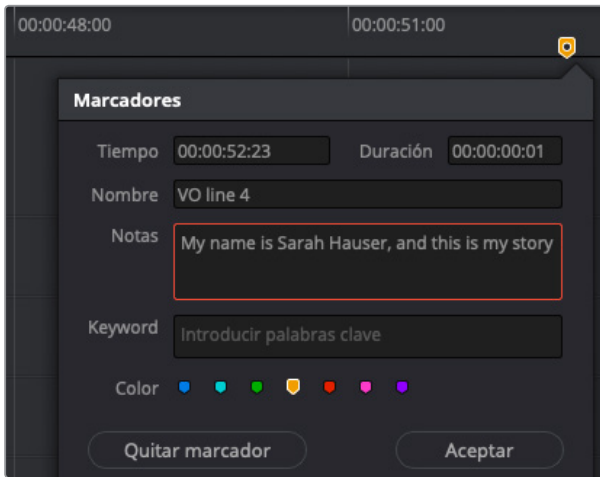 00:00:48:00 00:00:51:00
Marcadores
Tiempo 00:00:52:23 Duración 00:00:00:01
Nombre VO line 4
Notas My name is Sarah Hauser, and this is my story
Keyword Introducir palabras clave
Color
Quitar marcador Aceptar